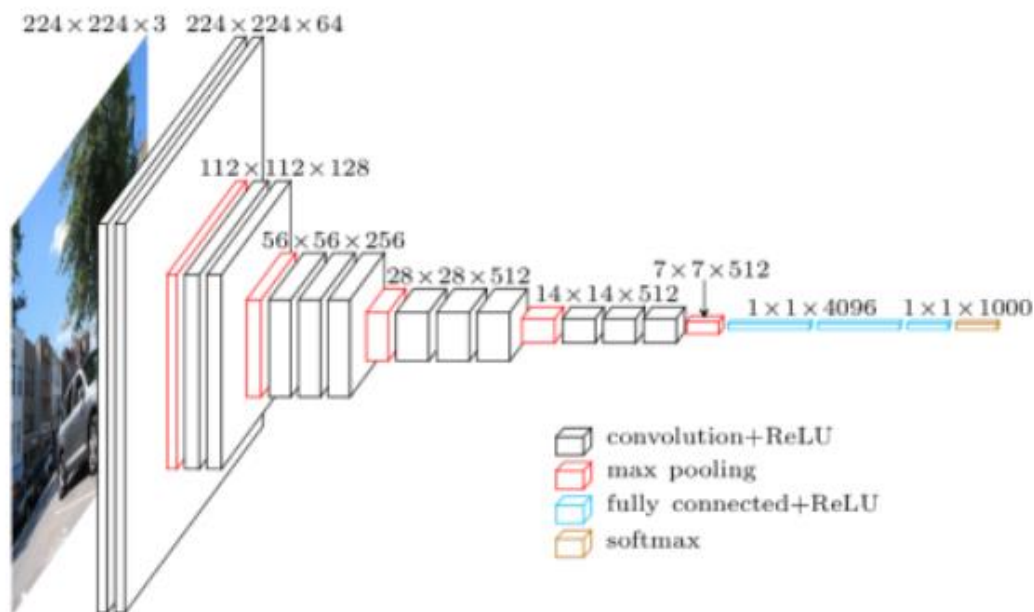 224×224×3
224×224×64
112×112×128
56×56×256
28×28×512
14×14×512
7×7×512
1×1×4096
1×1×1000
convolution+ReLU
max pooling
fully connected+ReLU
softmax